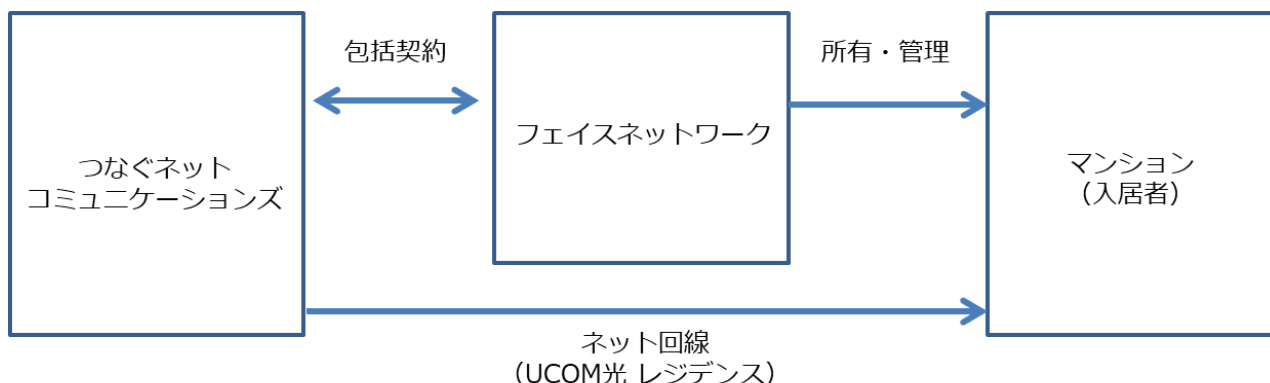 包括契約
所有・管理
つなぐネット
コミュニケーションズ
フェイスネットワーク
マンション
（入居者）
ネット回線
（UCOM光 レジデンス）